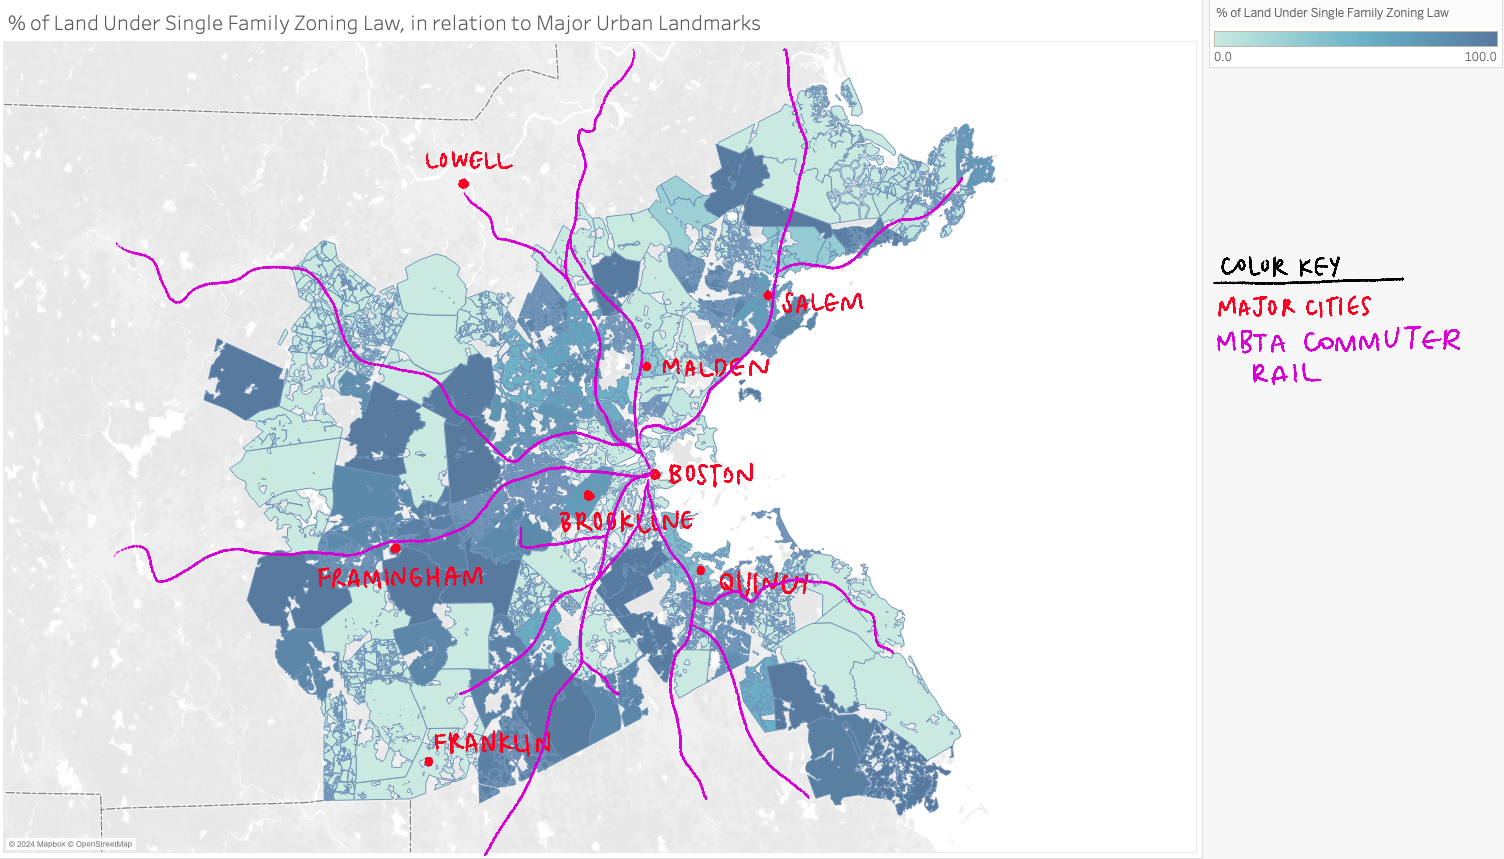 % of Land Under Single Family Zoning Law, in relation to Major Urban Landmarks
% of Land Under Single Family Zoning Law
0.0 100.0
LOWELL
COLOR KEY
SALEM
MAJOR CITIES
MBTA COMMUTER
RAIL
MALDEN
BOSTON
BROOKLINE
FRAMINGHAM
QUINCY
FRANKLIN
© 2024 Mapbox © OpenStreetMap